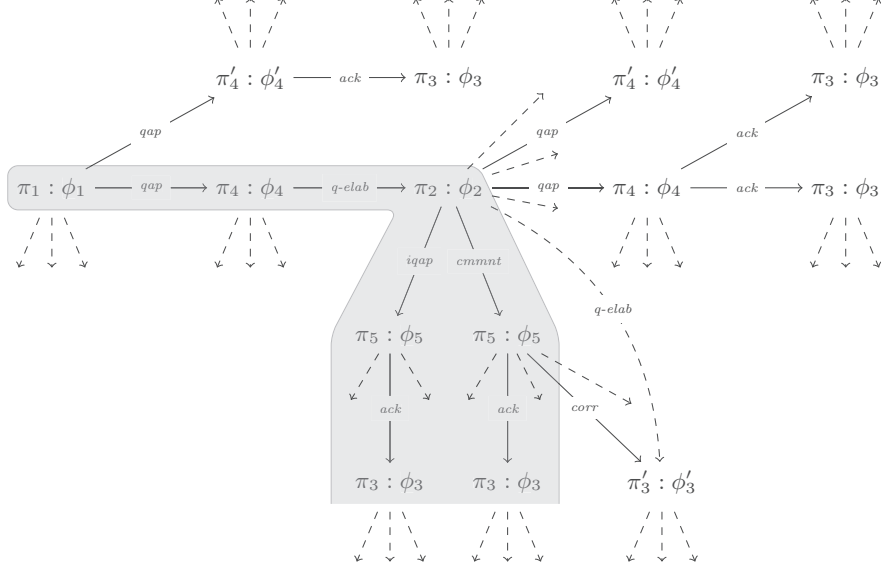 π′₄ : ϕ′₄ ack π₃ : ϕ₃ π′₄ : ϕ′₄ π₃ : ϕ₃
qap qap ack
π₁ : ϕ₁ qap π₄ : ϕ₄ q-elab π₂ : ϕ₂ qap π₄ : ϕ₄ ack π₃ : ϕ₃
iqap cmmnt
q-elab
π₅ : ϕ₅ π₅ : ϕ₅
ack ack corr
π₃ : ϕ₃ π₃ : ϕ₃ π′₃ : ϕ′₃